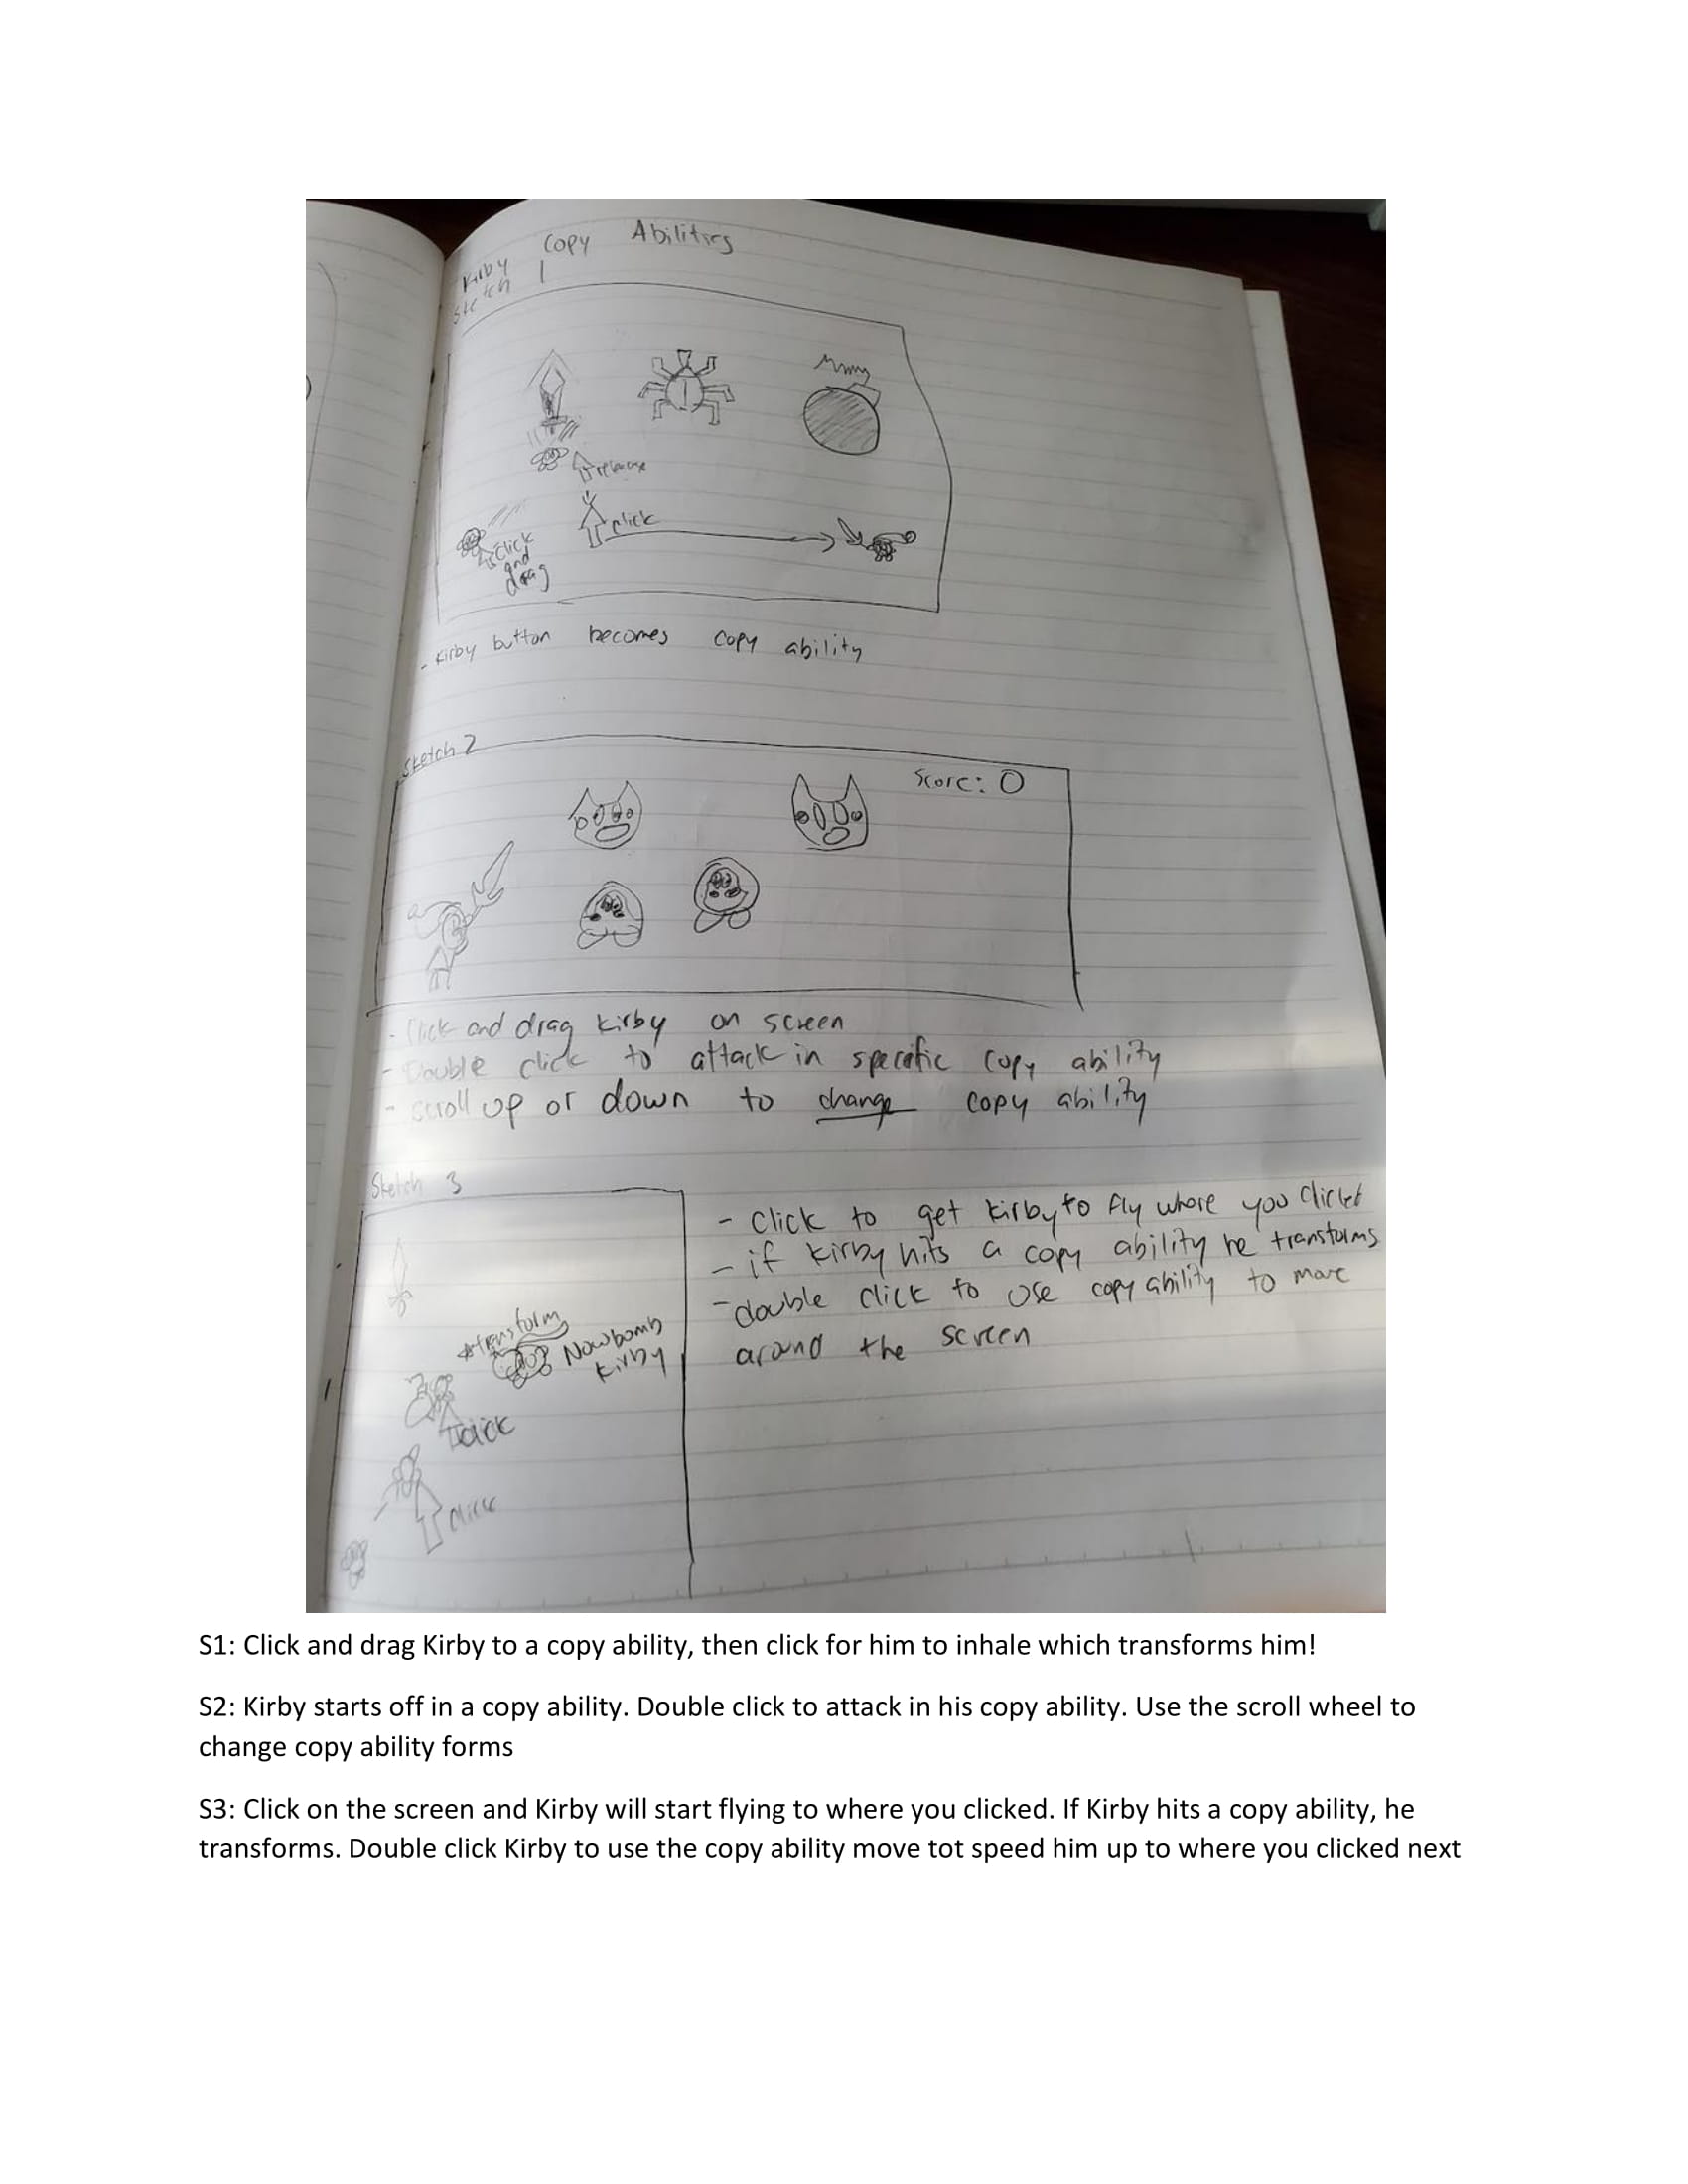 Kirby Copy Abilities
Sketch 1
release
click
Click
and
drag
- Kirby button becomes copy ability
Sketch 2
Score: 0
- Click and drag Kirby on screen
- Double click to attack in specific copy ability
- scroll up or down to change copy ability
Sketch 3
- Click to get Kirby to fly where you clicked
- if Kirby hits a copy ability he transforms
- double click to use copy ability to move
around the screen
*transform
Now bomb
Kirby
click
click
S1: Click and drag Kirby to a copy ability, then click for him to inhale which transforms him!
S2: Kirby starts off in a copy ability. Double click to attack in his copy ability. Use the scroll wheel to
change copy ability forms
S3: Click on the screen and Kirby will start flying to where you clicked. If Kirby hits a copy ability, he
transforms. Double click Kirby to use the copy ability move tot speed him up to where you clicked next